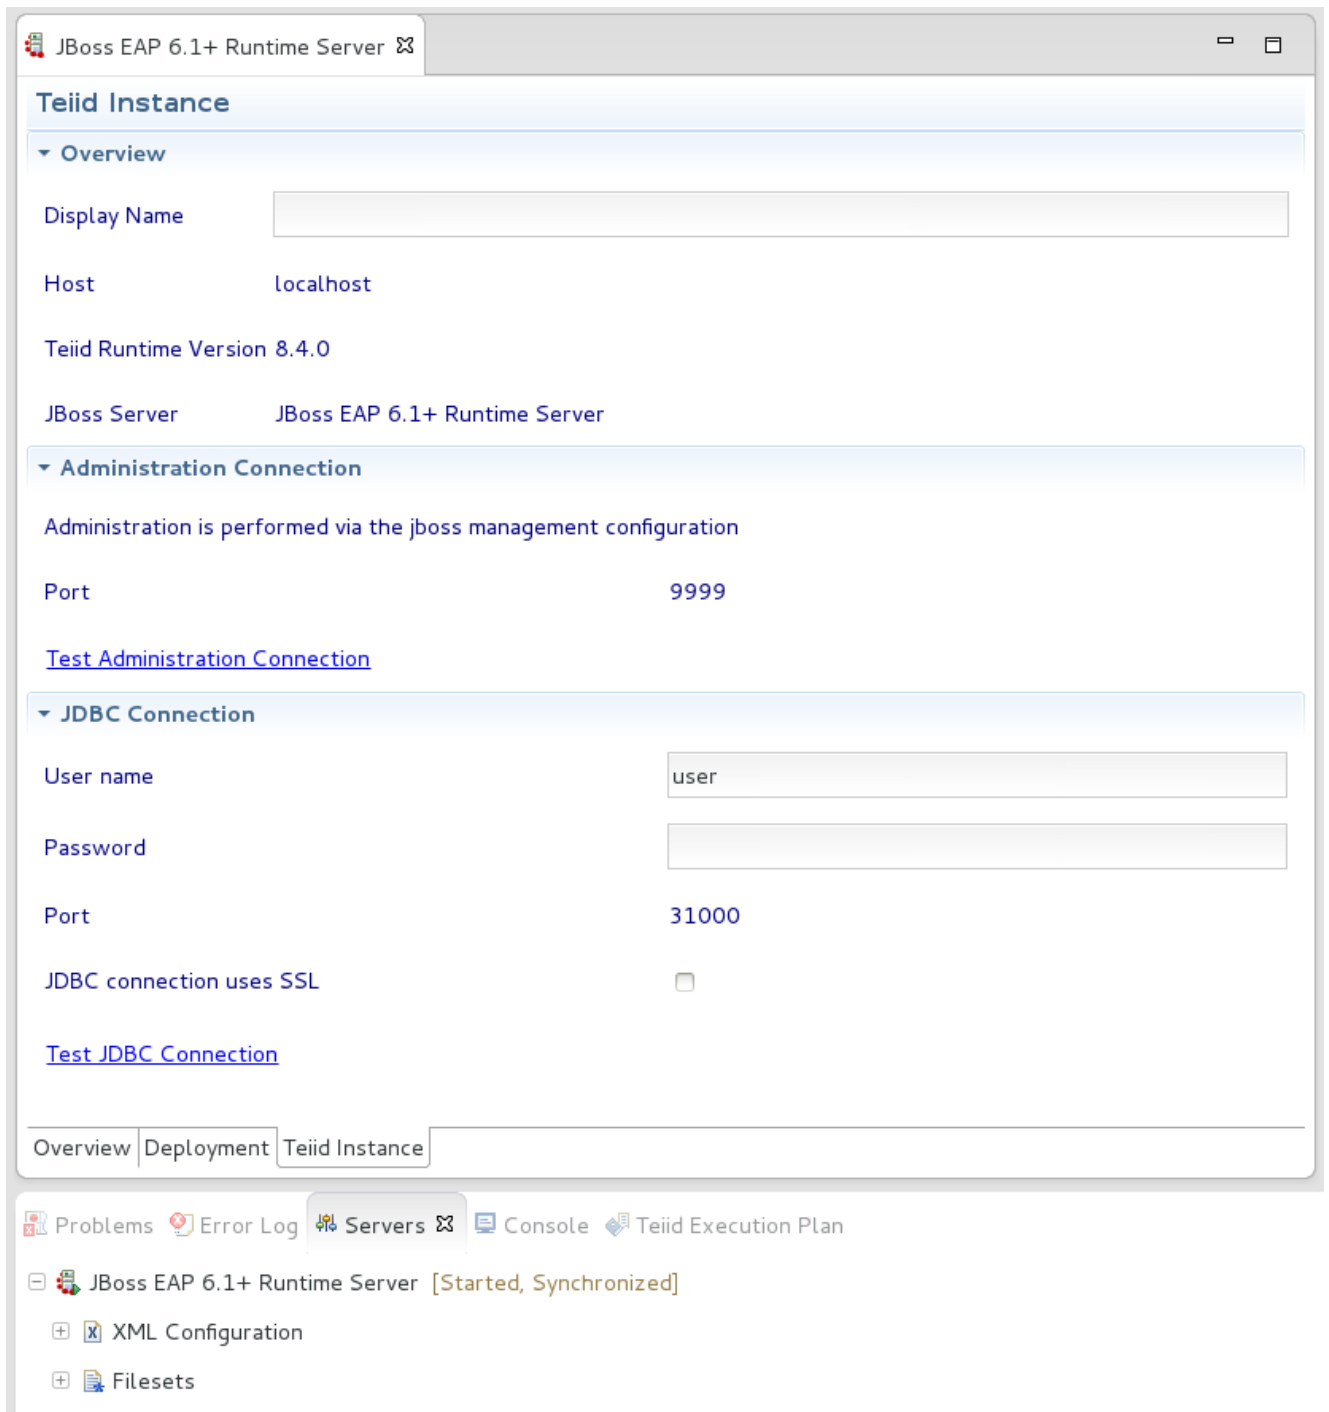 JBoss EAP 6.1+ Runtime Server
Teiid Instance
Overview
Display Name
Host localhost
Teiid Runtime Version 8.4.0
JBoss Server JBoss EAP 6.1+ Runtime Server
Administration Connection
Administration is performed via the jboss management configuration
Port 9999
Test Administration Connection
JDBC Connection
User name user
Password
Port 31000
JDBC connection uses SSL
Test JDBC Connection
Overview Deployment Teiid Instance
Problems Error Log Servers Console Teiid Execution Plan
JBoss EAP 6.1+ Runtime Server [Started, Synchronized]
XML Configuration
Filesets